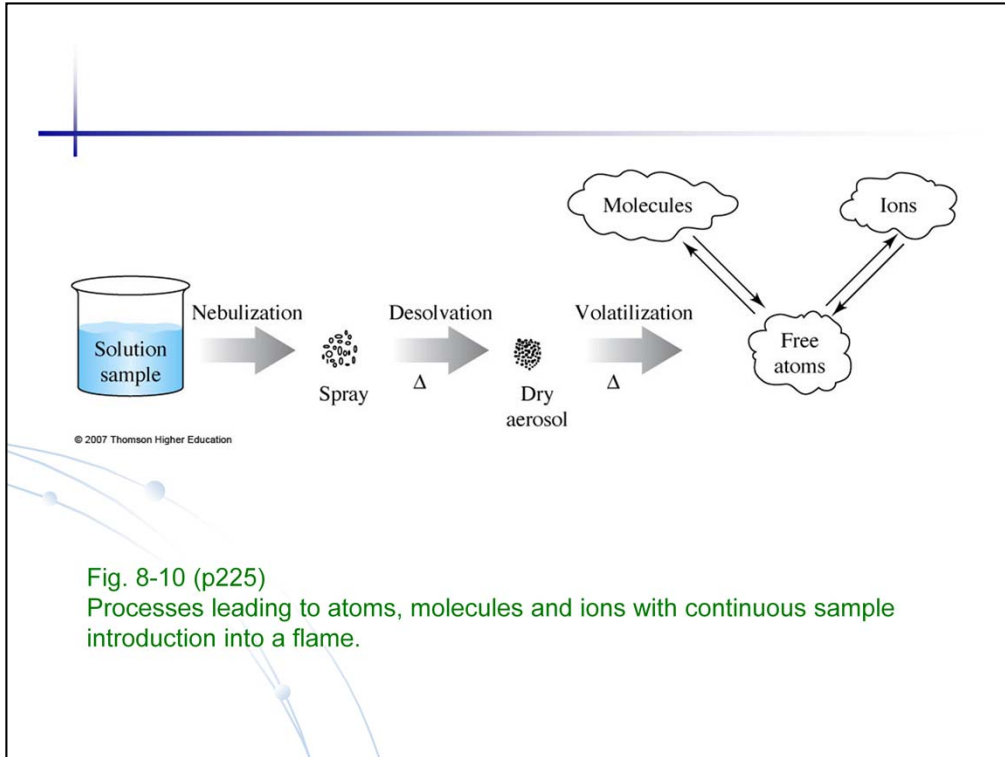 Molecules
Ions
Nebulization
Desolvation
Volatilization
Solution
sample
Spray
Δ
Dry
aerosol
Δ
Free
atoms
© 2007 Thomson Higher Education
Fig. 8-10 (p225)
Processes leading to atoms, molecules and ions with continuous sample
introduction into a flame.